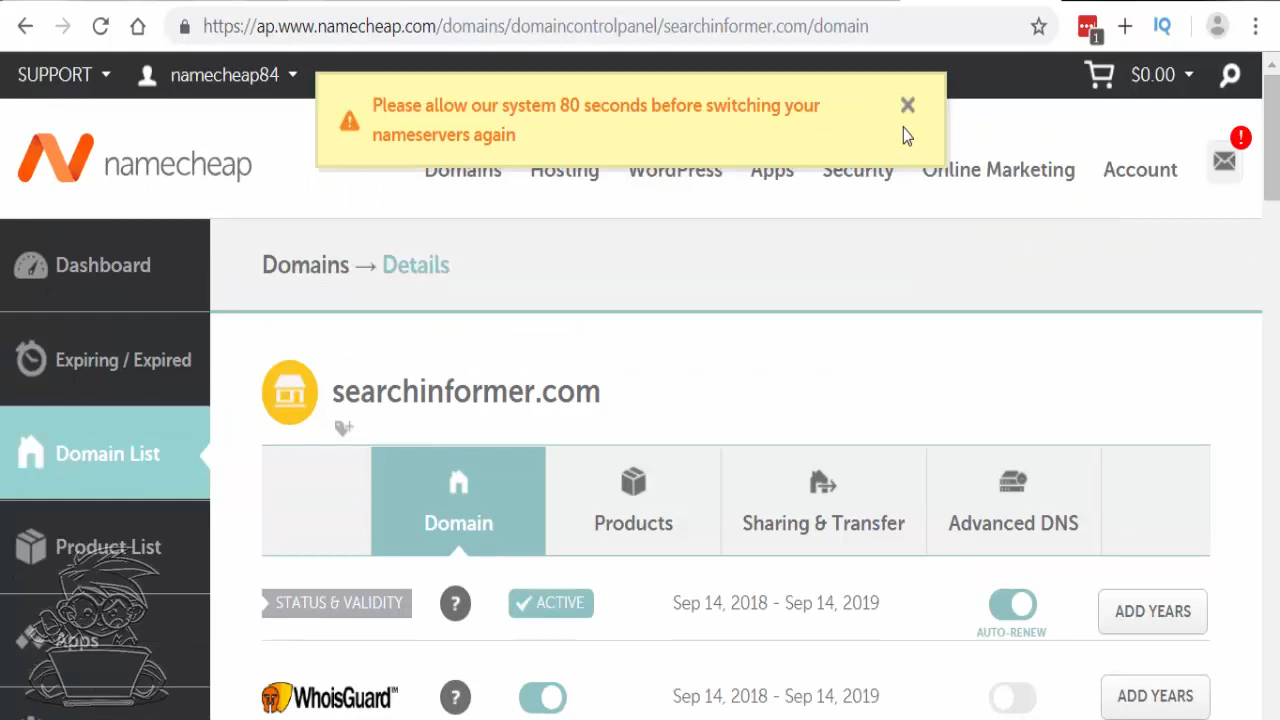 https://ap.www.namecheap.com/domains/domaincontrolpanel/searchinformer.com/domain
1
IQ
SUPPORT
namecheap84
$0.00
Please allow our system 80 seconds before switching your
nameservers again
namecheap
Domains Hosting WordPress Apps Security Online Marketing Account
!
Dashboard
Domains → Details
Expiring / Expired
searchinformer.com
Domain List
Domain Products Sharing & Transfer Advanced DNS
Product List
STATUS & VALIDITY ? ACTIVE Sep 14, 2018 - Sep 14, 2019 ADD YEARS
AUTO-RENEW
Apps
WhoisGuard ? Sep 14, 2018 - Sep 14, 2019 ADD YEARS